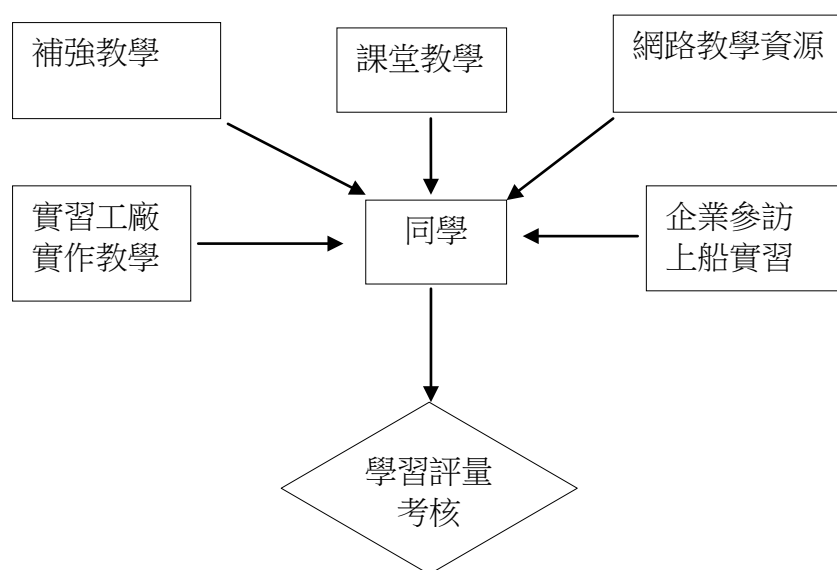 補強教學
課堂教學
網路教學資源
實習工廠
實作教學
同學
企業參訪
上船實習
學習評量
考核